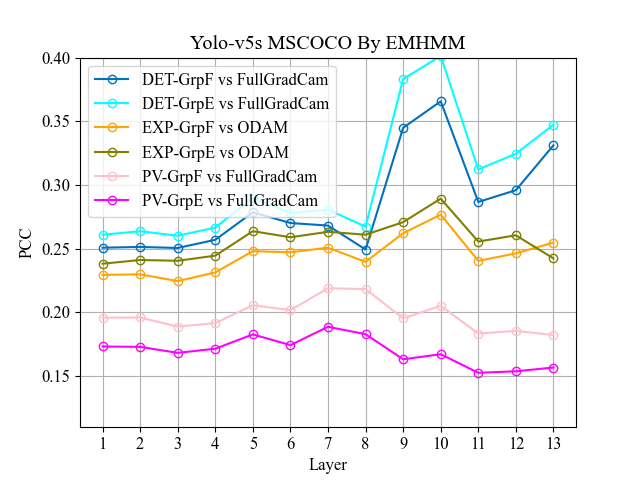 Yolo-v5s MSCOCO By EMHMM
0.40
0.35
0.30
0.25
0.20
0.15
PCC
DET-GrpF vs FullGradCam
DET-GrpE vs FullGradCam
EXP-GrpF vs ODAM
EXP-GrpE vs ODAM
PV-GrpF vs FullGradCam
PV-GrpE vs FullGradCam
1 2 3 4 5 6 7 8 9 10 11 12 13
Layer